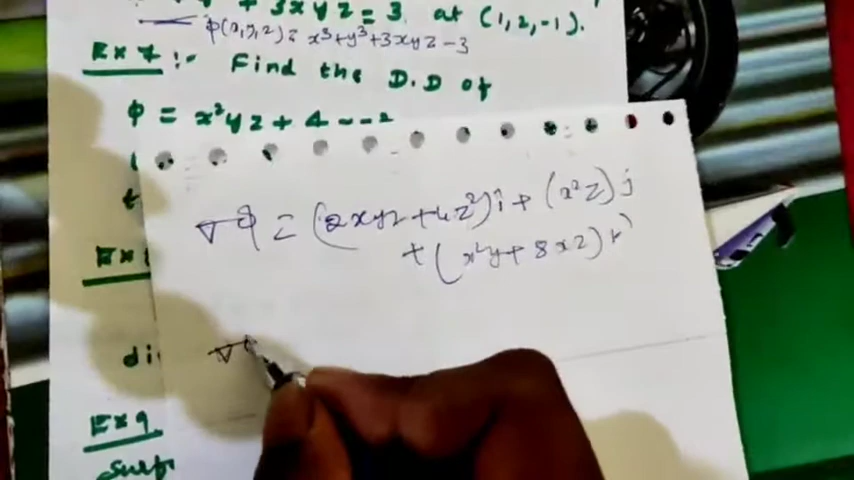 + 3xyz = 3 at (1, 2, -1).
φ(x,y,z) = x³+y³+3xyz-3
Ex 7 :- Find the D.D of
φ = x²yz + 4
∇φ = (2xyz+4z²)i + (x²z)j
+ (x²y + 8xz)k
Ex
∇φ
di
Ex 9
Surf